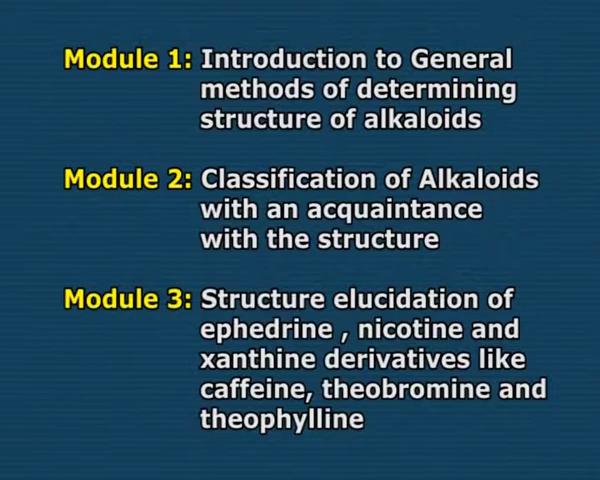 Module 1: Introduction to General
methods of determining
structure of alkaloids
Module 2: Classification of Alkaloids
with an acquaintance
with the structure
Module 3: Structure elucidation of
ephedrine , nicotine and
xanthine derivatives like
caffeine, theobromine and
theophylline